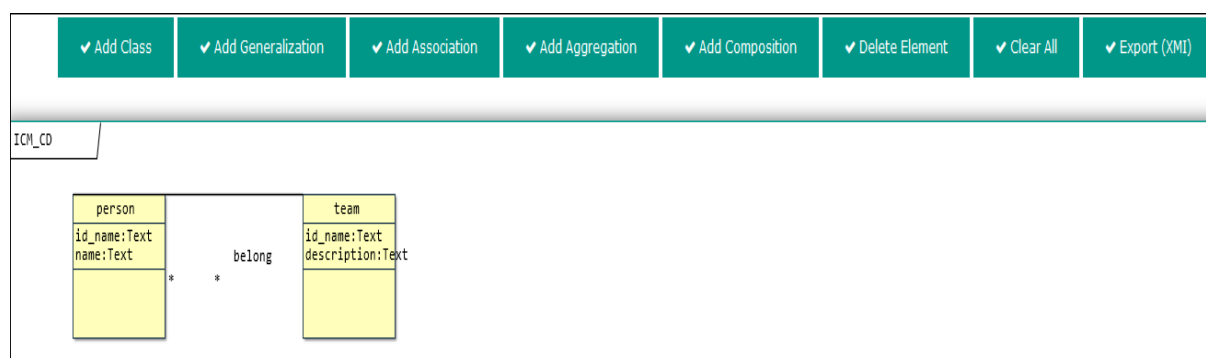 ✔ Add Class ✔ Add Generalization ✔ Add Association ✔ Add Aggregation ✔ Add Composition ✔ Delete Element ✔ Clear All ✔ Export (XMI)
ICM_CD
person team
id_name:Text id_name:Text
name:Text belong description:Text
* *